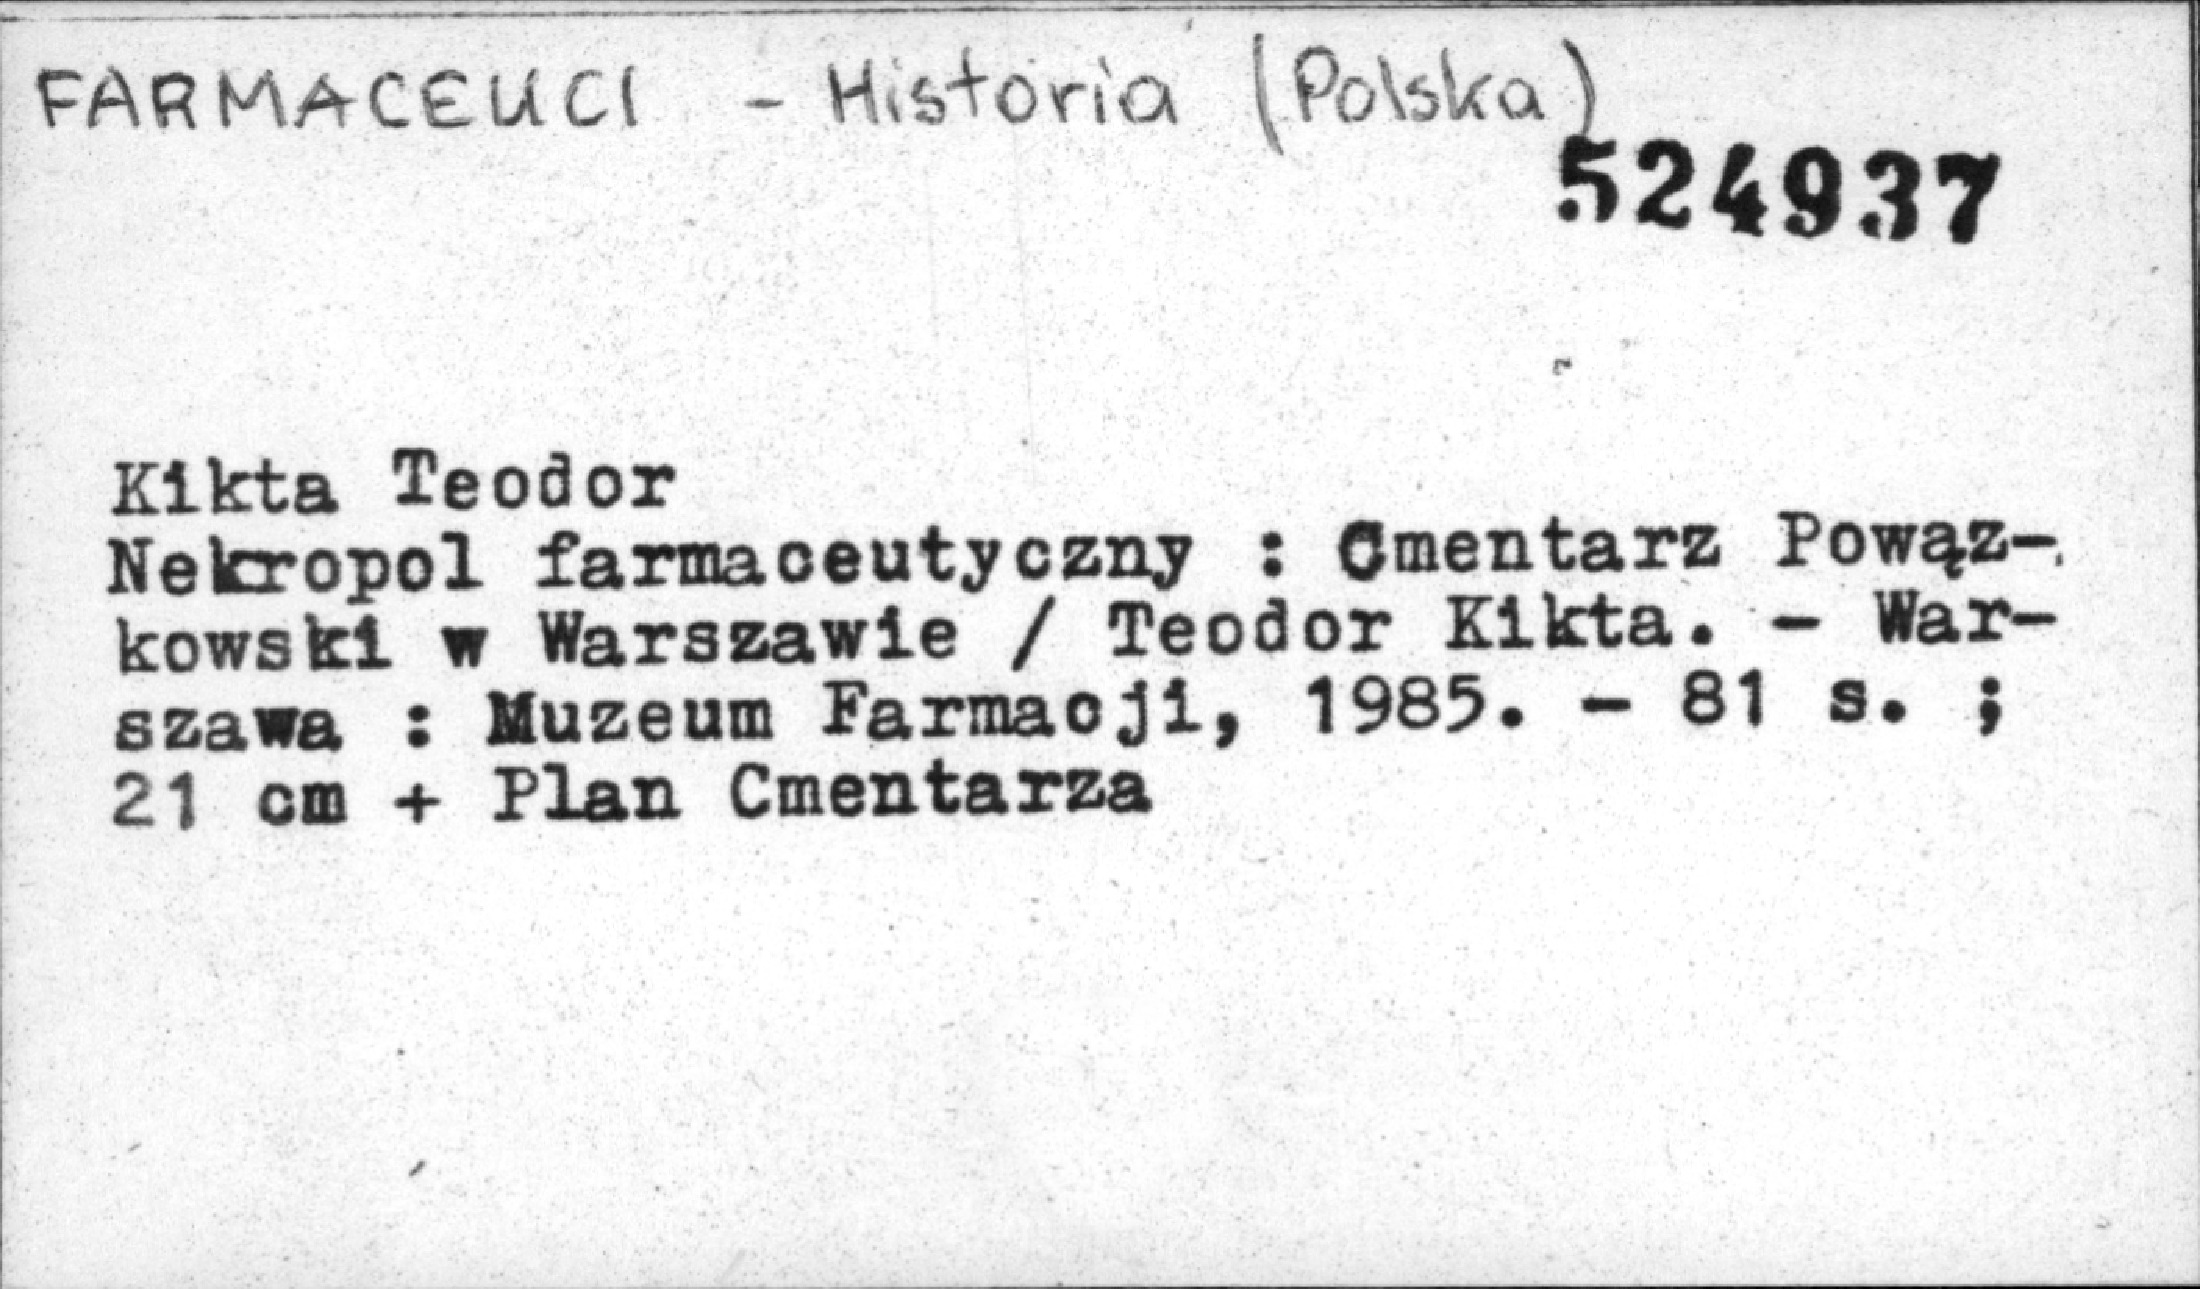 FARMACEUCI - Historia (Polska)
524937
Kikta Teodor
Nekropol farmaceutyczny : Cmentarz Powąz-
kowski w Warszawie / Teodor Kikta. - War-
szawa : Muzeum Farmacji, 1985. - 81 s. ;
21 cm + Plan Cmentarza